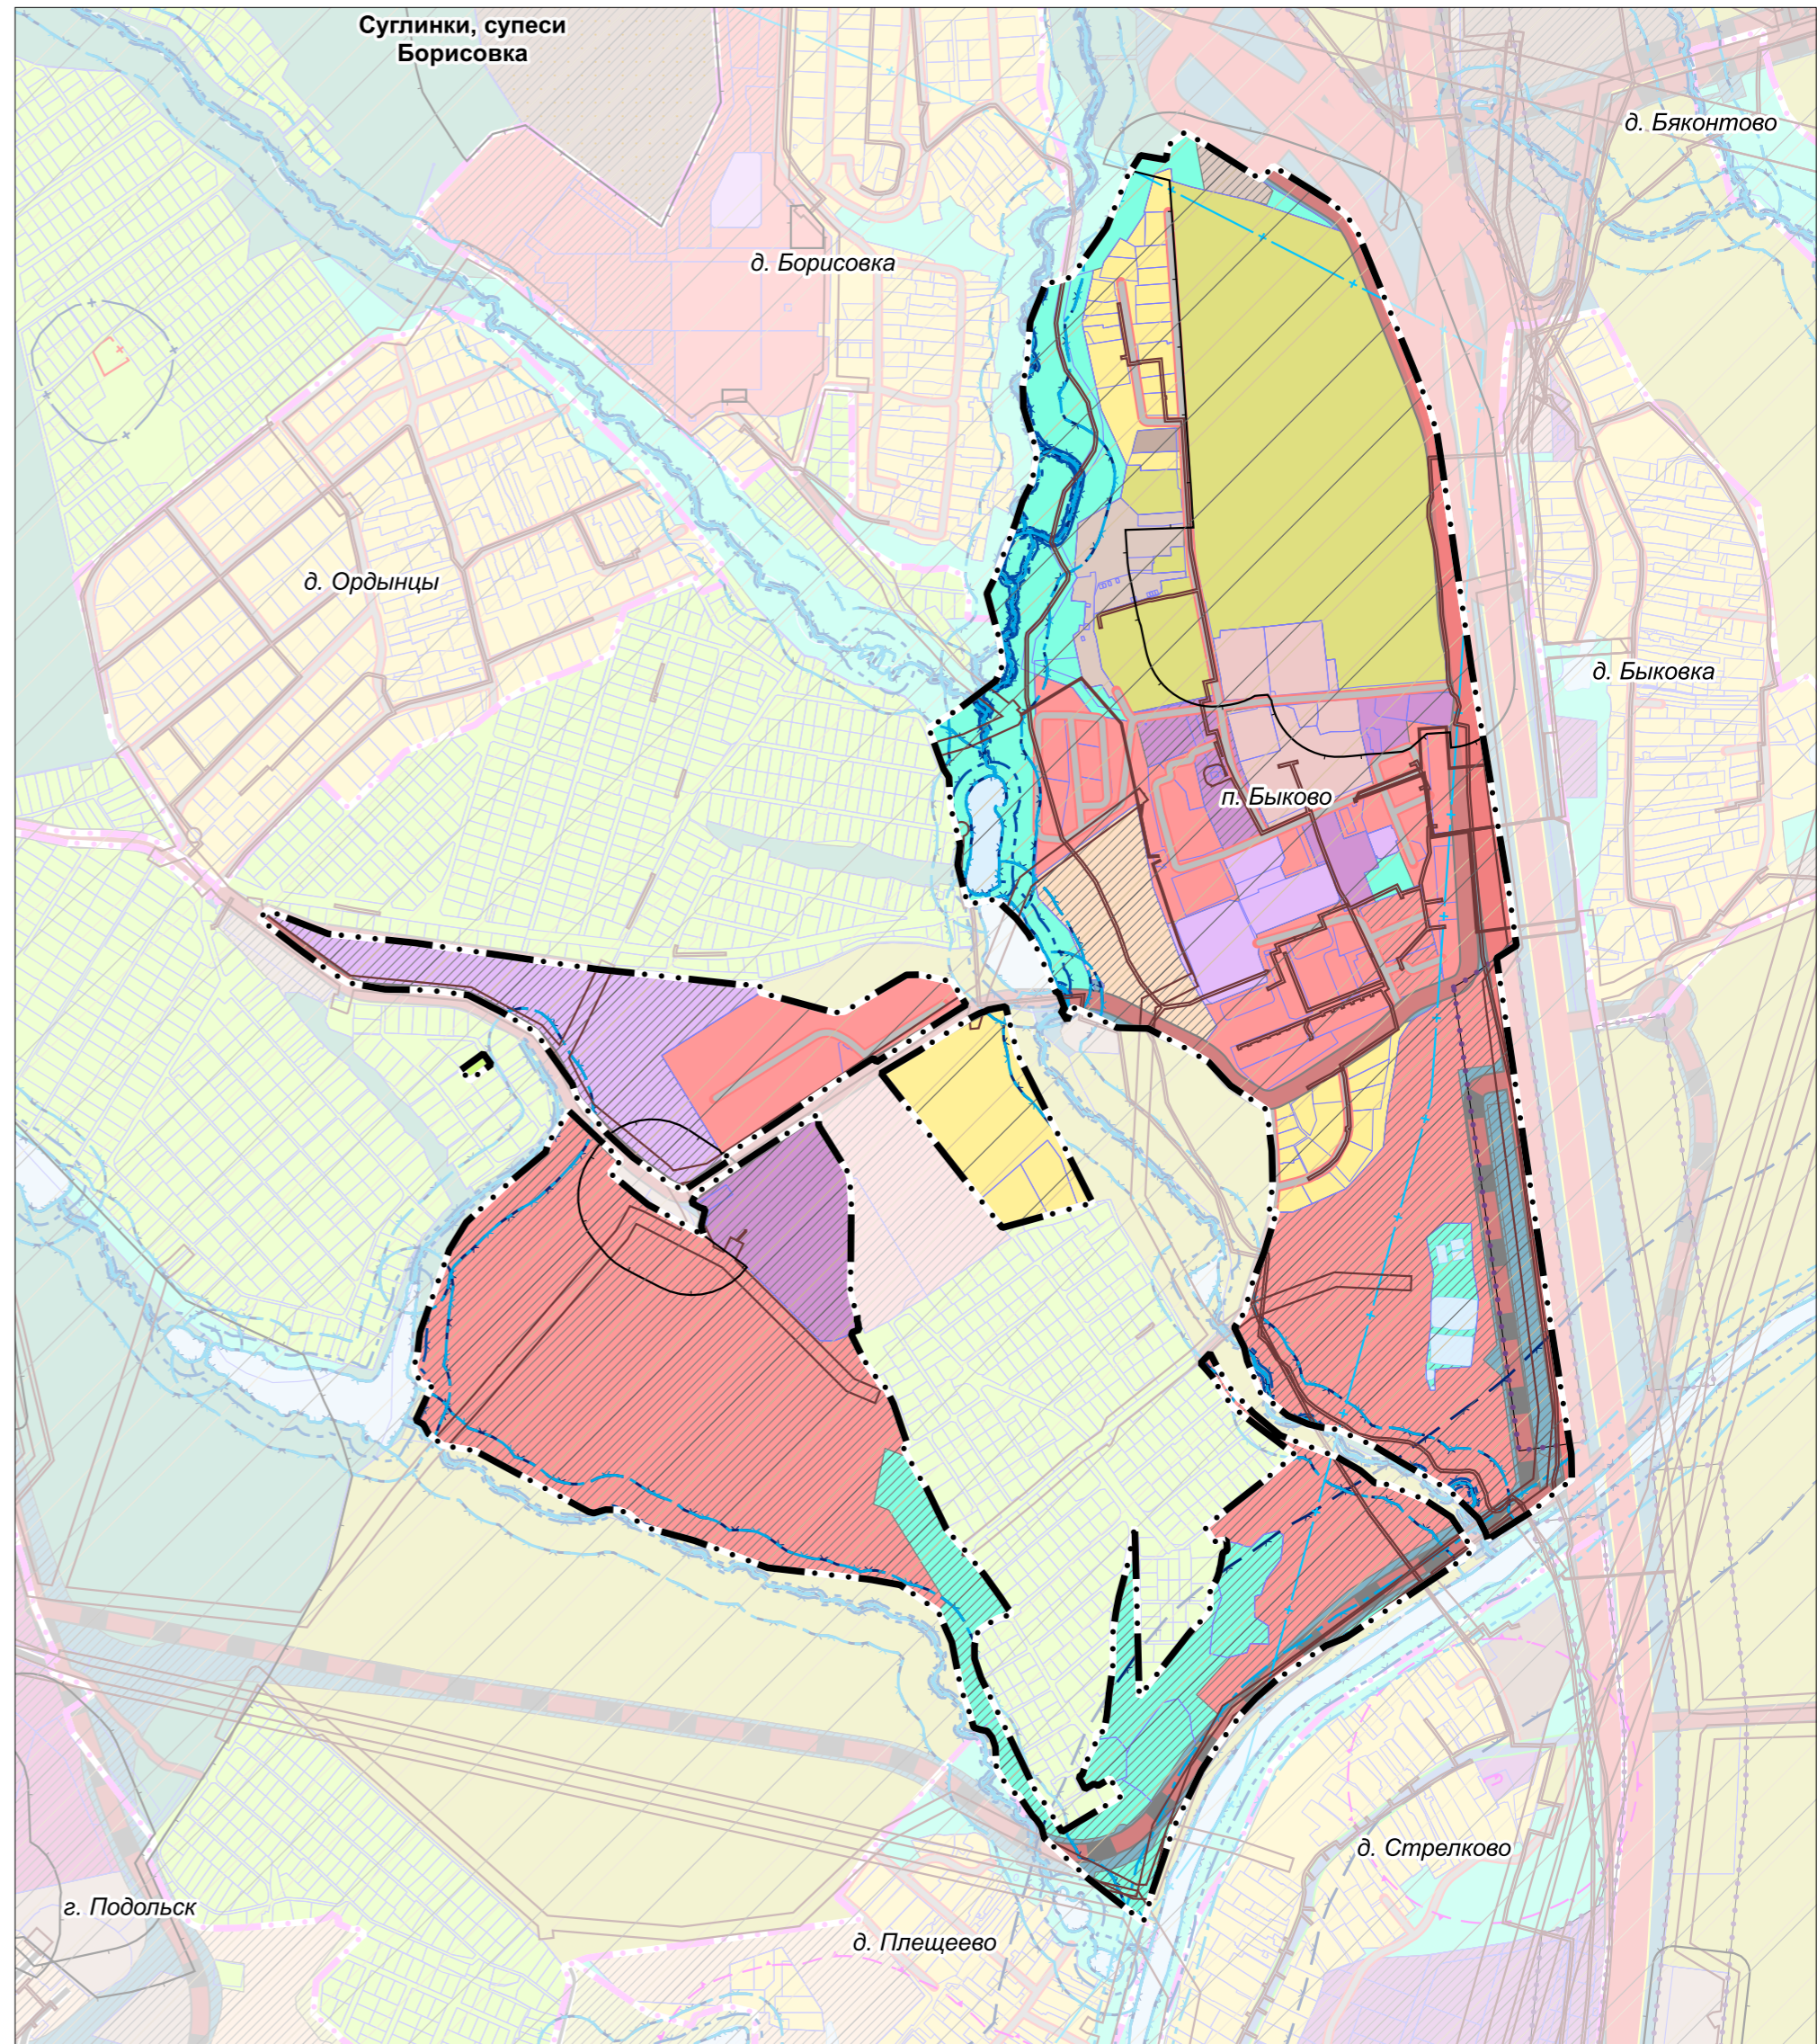 Суглинки, супеси
Борисовка
д. Бяконтово
д. Борисовка
д. Ордынцы
д. Быковка
п. Быково
д. Стрелково
г. Подольск
д. Плещеево